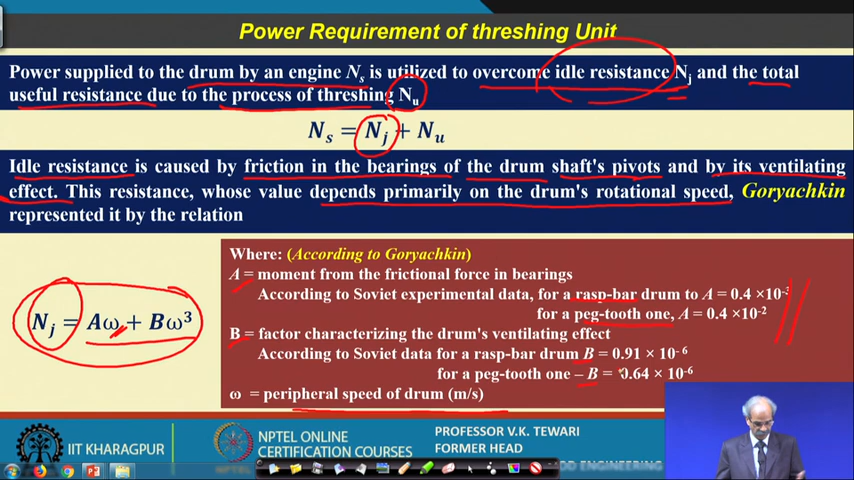 Power Requirement of threshing Unit
Power supplied to the drum by an engine Ns is utilized to overcome idle resistance Nj and the total
useful resistance due to the process of threshing Nu
Ns = Nj + Nu
Idle resistance is caused by friction in the bearings of the drum shaft's pivots and by its ventilating
effect. This resistance, whose value depends primarily on the drum's rotational speed, Goryachkin
represented it by the relation
Nj = Aω + Bω³
Where: (According to Goryachkin)
A = moment from the frictional force in bearings
According to Soviet experimental data, for a rasp-bar drum to A = 0.4 ×10⁻³
for a peg-tooth one, A = 0.4 ×10⁻²
B = factor characterizing the drum's ventilating effect
According to Soviet data for a rasp-bar drum B = 0.91 × 10⁻⁶
for a peg-tooth one – B = 0.64 × 10⁻⁶
ω = peripheral speed of drum (m/s)
IIT KHARAGPUR
NPTEL ONLINE
CERTIFICATION COURSES
PROFESSOR V.K. TEWARI
FORMER HEAD
ENGINEERING